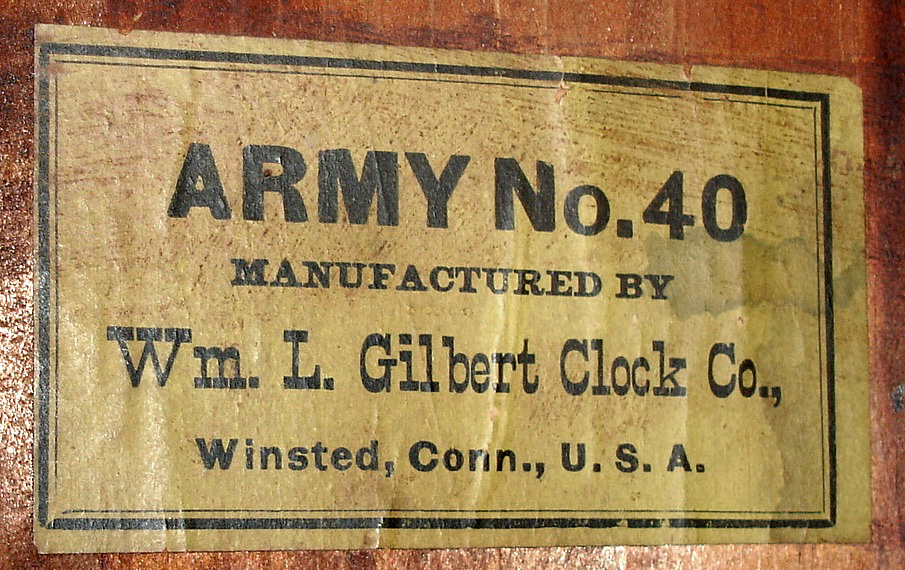 ARMY No. 40
MANUFACTURED BY
Wm. L. Gilbert Clock Co.,
Winsted, Conn., U. S. A.